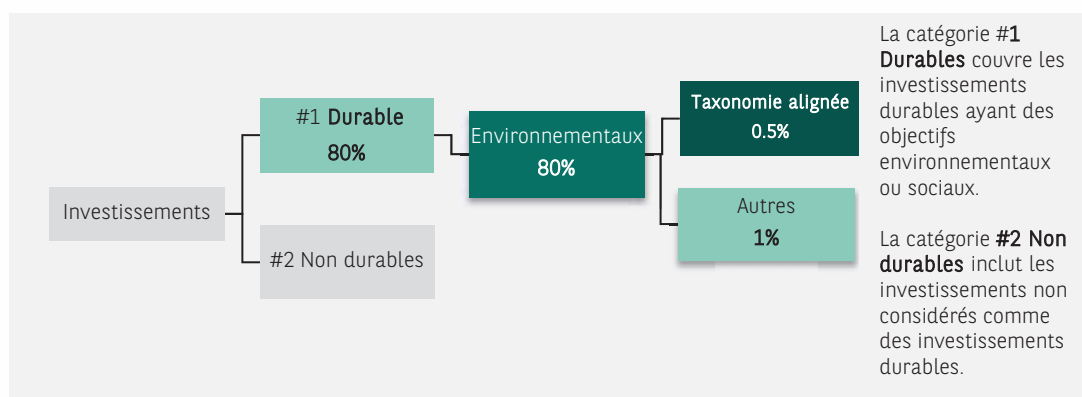 Investissements
#1 Durable
80%
#2 Non durables
Environnementaux
80%
Taxonomie alignée
0.5%
Autres
1%
La catégorie #1
Durables couvre les
investissements
durables ayant des
objectifs
environnementaux
ou sociaux.
La catégorie #2 Non
durables inclut les
investissements non
considérés comme
des investissements
durables.